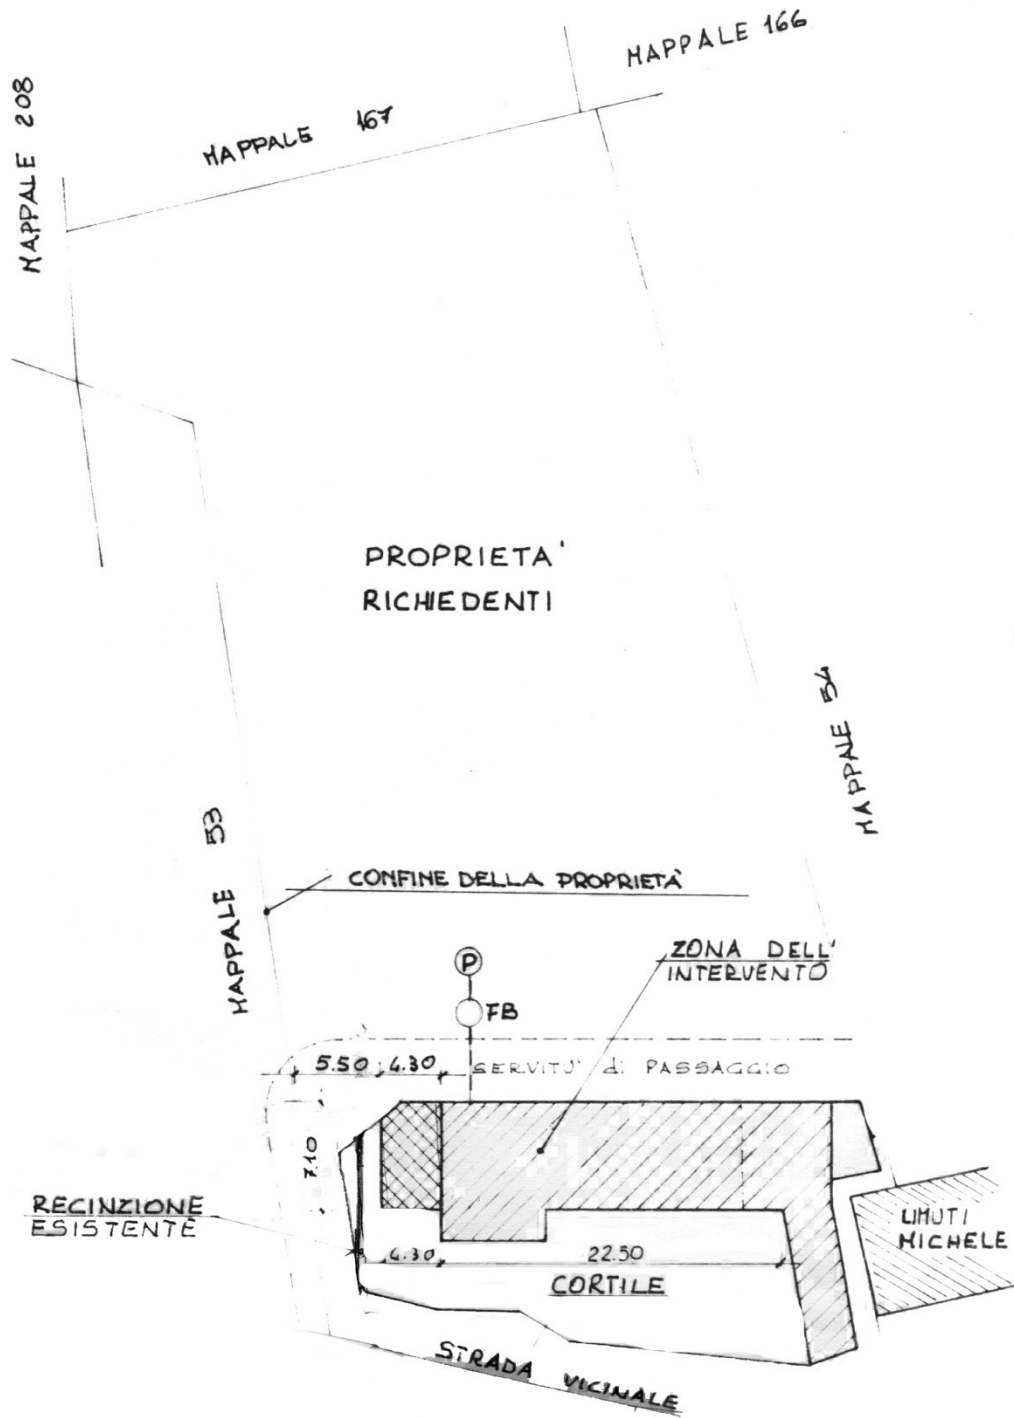 MAPPALE 166
MAPPALE 208
MAPPALE 167
PROPRIETA'
RICHIEDENTI
MAPPALE 54
MAPPALE 53
CONFINE DELLA PROPRIETÀ
ZONA DELL'
INTERVENTO
P
FB
5.50 4.30
SERVITU' di PASSAGGIO
7.10
RECINZIONE
ESISTENTE
LIMUTI
MICHELE
4.30 22.50
CORTILE
STRADA VICINALE